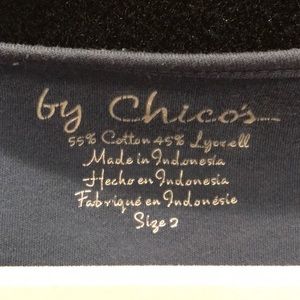 by Chico's
55% Cotton 45% Lyocell
Made in Indonesia
Hecho en Indonesia
Fabriqué en Indonésie
Size 2